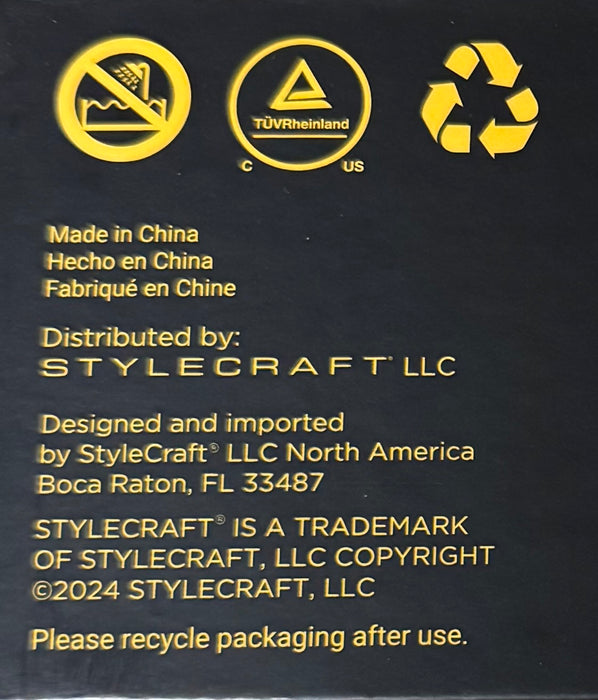 TÜVRheinland
C US
Made in China
Hecho en China
Fabriqué en Chine
Distributed by:
STYLECRAFT® LLC
Designed and imported
by StyleCraft® LLC North America
Boca Raton, FL 33487
STYLECRAFT® IS A TRADEMARK
OF STYLECRAFT, LLC COPYRIGHT
©2024 STYLECRAFT, LLC
Please recycle packaging after use.